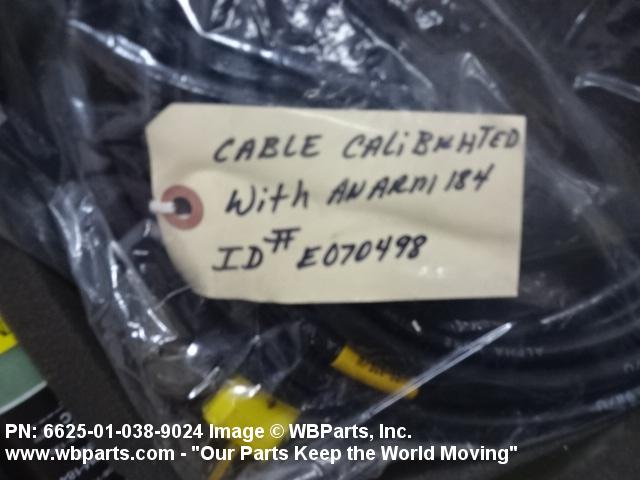 CABLE CALiBRATED
With AN ARM 184
ID # E070498
ALPHA
PN: 6625-01-038-9024 Image © WBParts, Inc.
www.wbparts.com - "Our Parts Keep the World Moving"